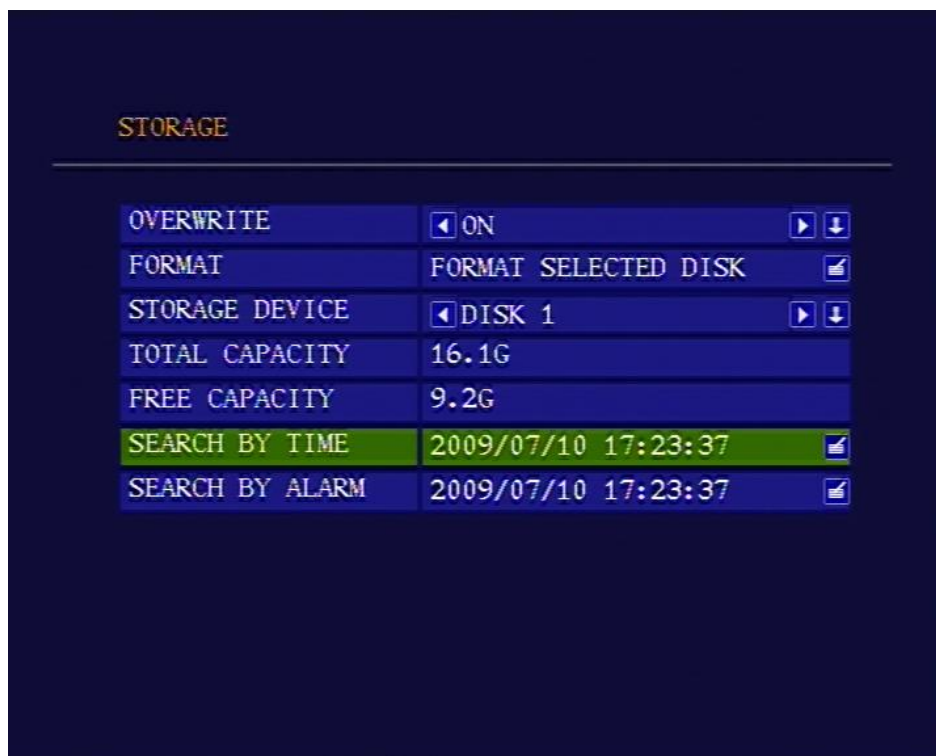 STORAGE
OVERWRITE ON
FORMAT FORMAT SELECTED DISK
STORAGE DEVICE DISK 1
TOTAL CAPACITY 16.1G
FREE CAPACITY 9.2G
SEARCH BY TIME 2009/07/10 17:23:37
SEARCH BY ALARM 2009/07/10 17:23:37